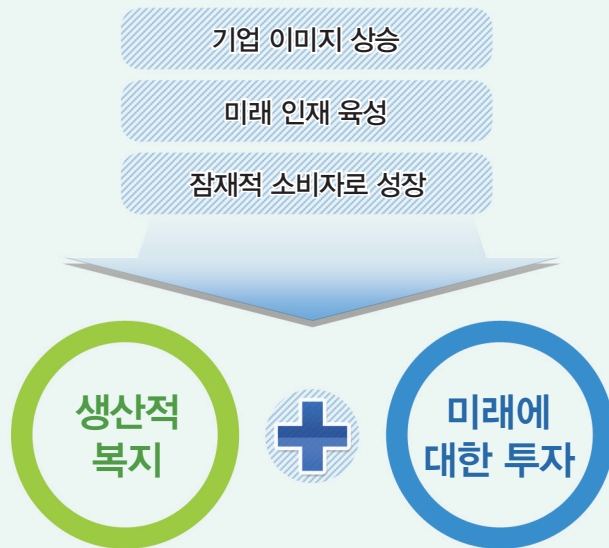 기업 이미지 상승
미래 인재 육성
잠재적 소비자로 성장
생산적
복지
미래에
대한 투자